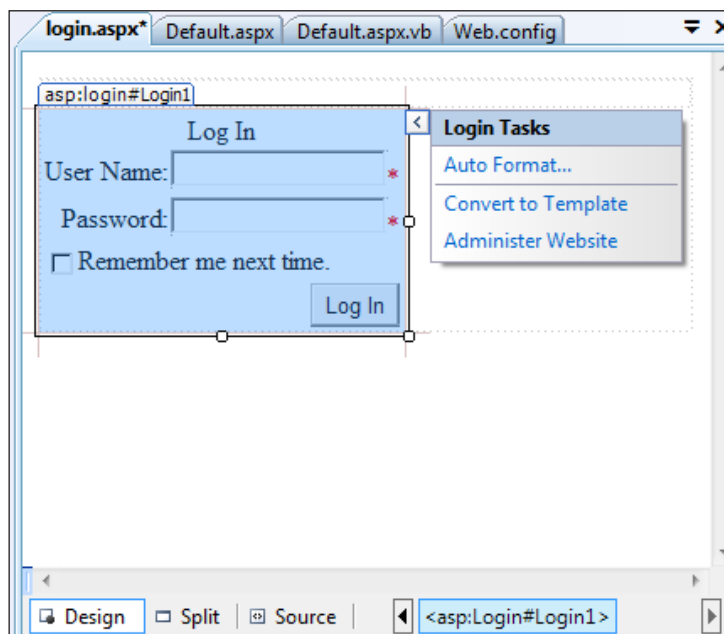 login.aspx* Default.aspx Default.aspx.vb Web.config
asp:login#Login1
Log In
User Name: *
Password: *
Remember me next time.
Log In
Login Tasks
Auto Format...
Convert to Template
Administer Website
Design Split Source <asp:Login#Login1>